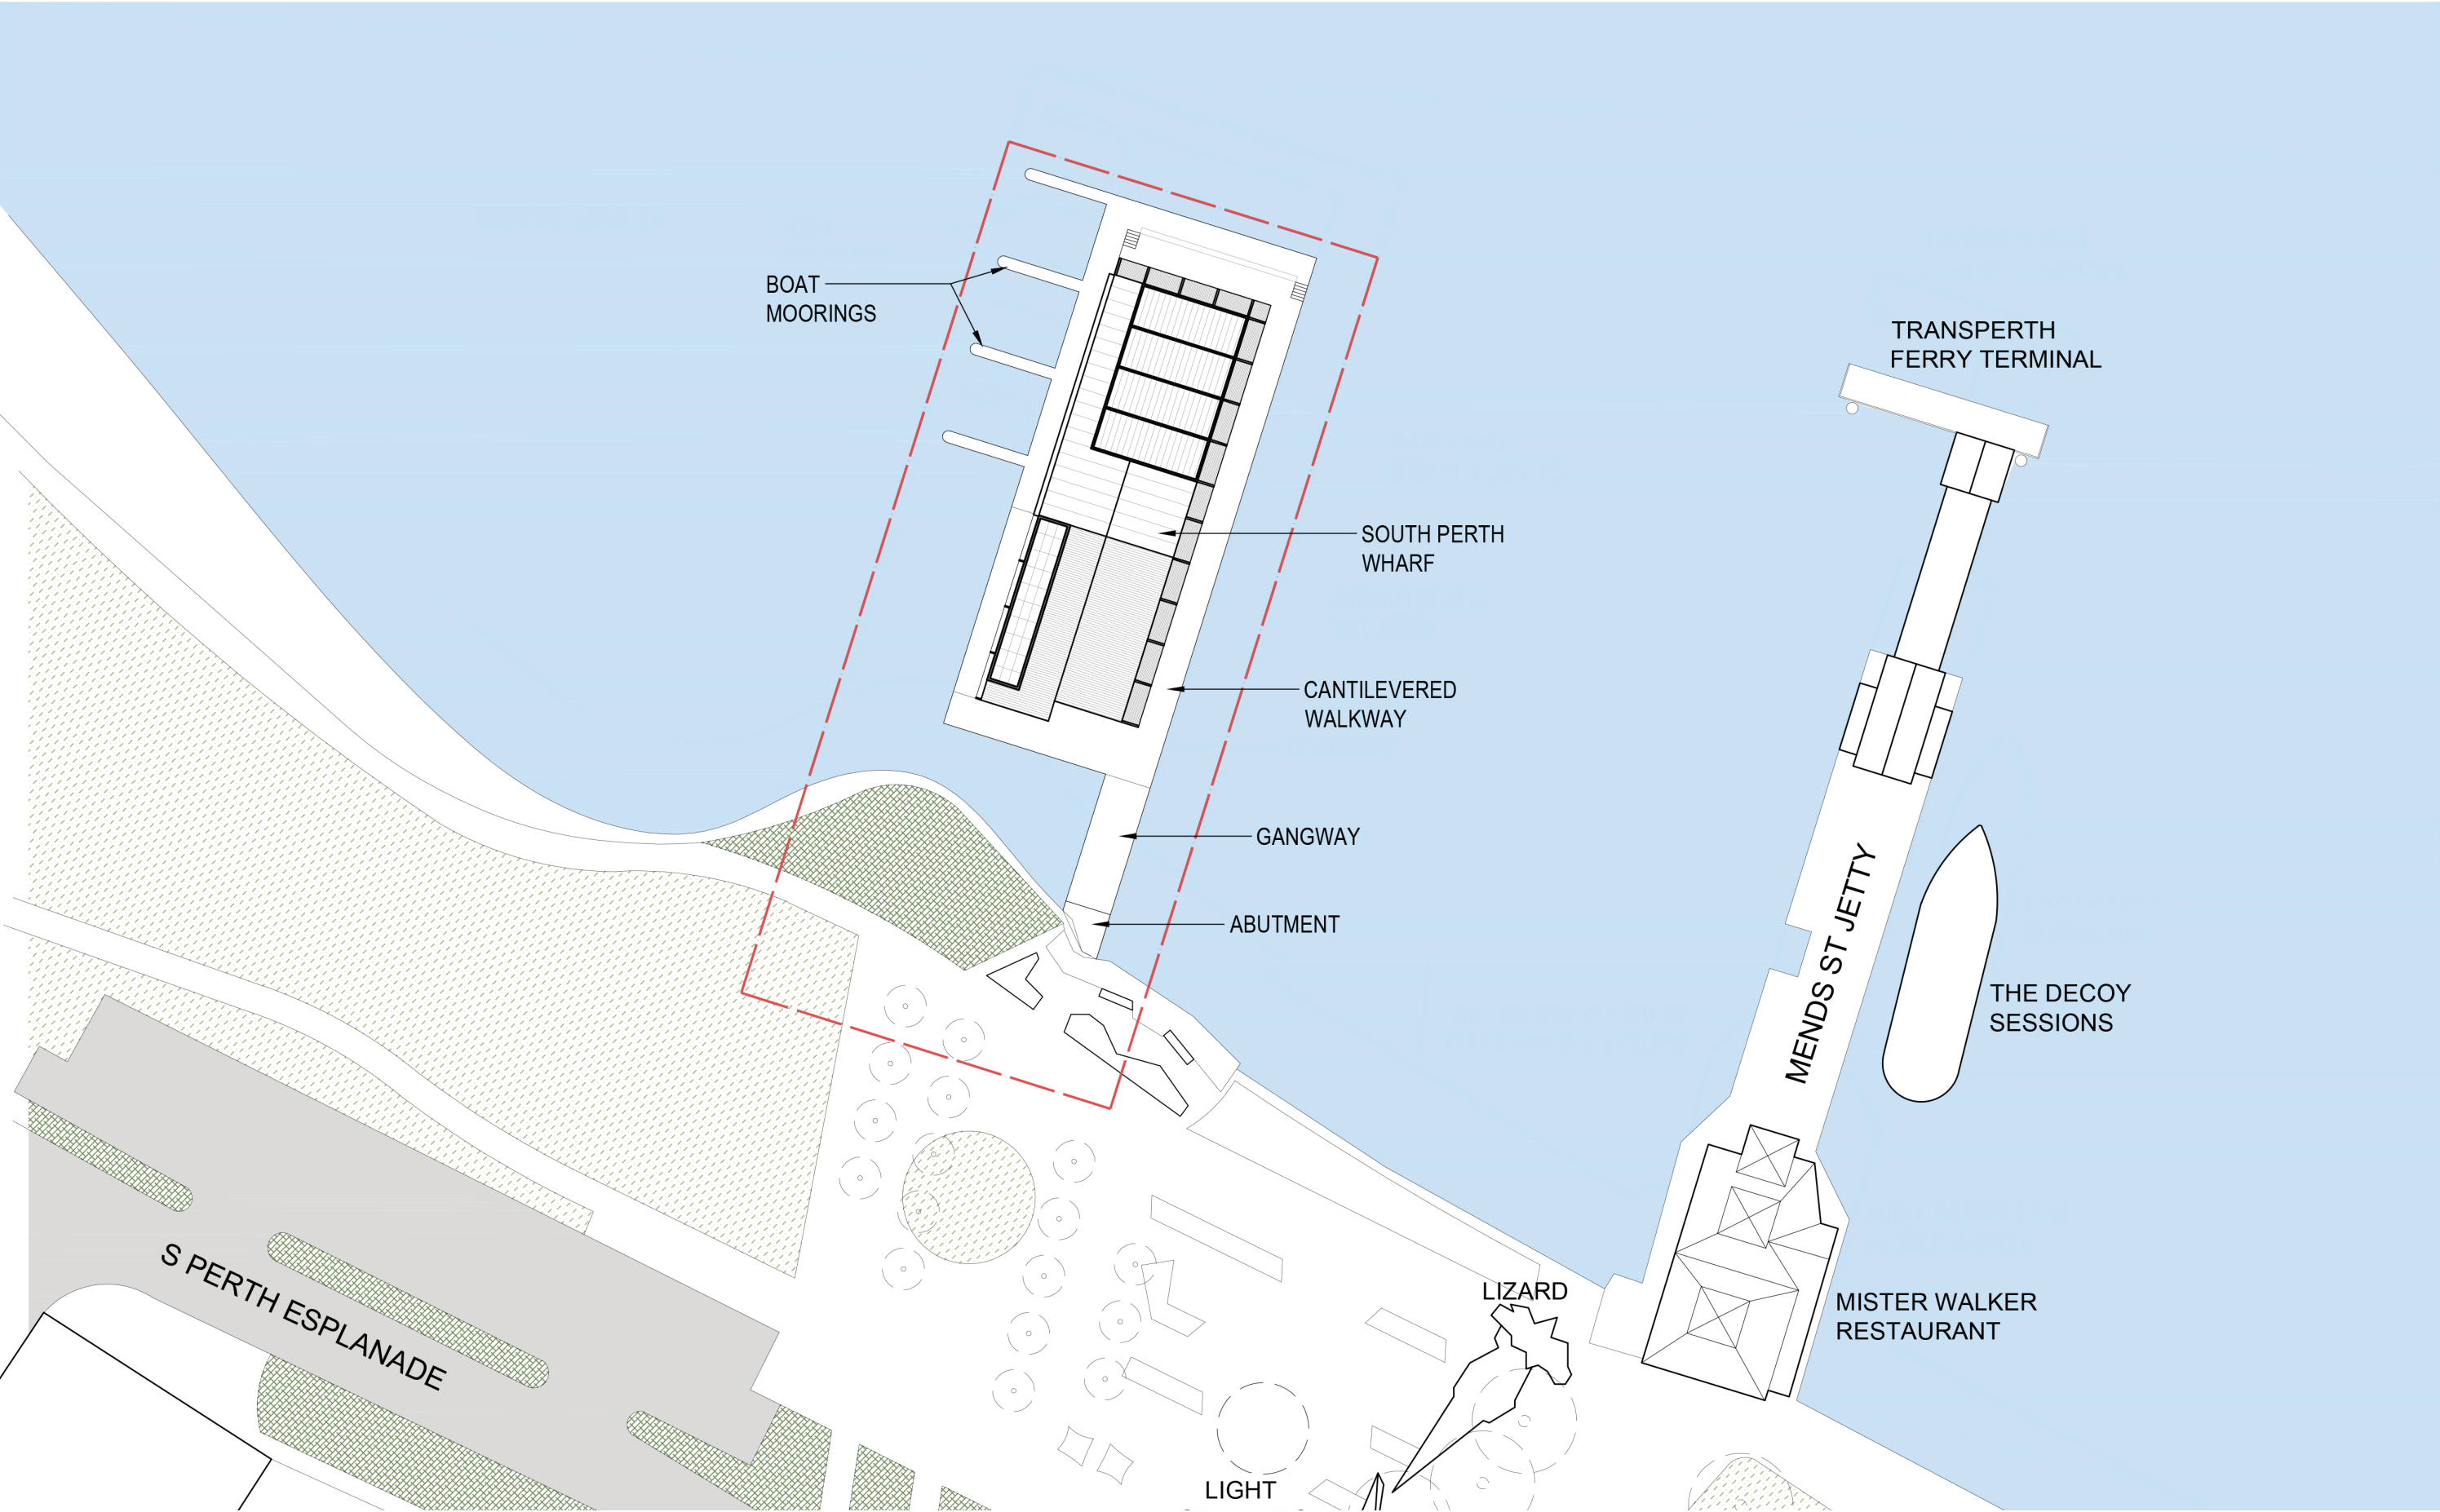 BOAT
MOORINGS
TRANSPERTH
FERRY TERMINAL
SOUTH PERTH
WHARF
CANTILEVERED
WALKWAY
GANGWAY
ABUTMENT
MENDS ST JETTY
THE DECOY
SESSIONS
S PERTH ESPLANADE
LIZARD
MISTER WALKER
RESTAURANT
LIGHT